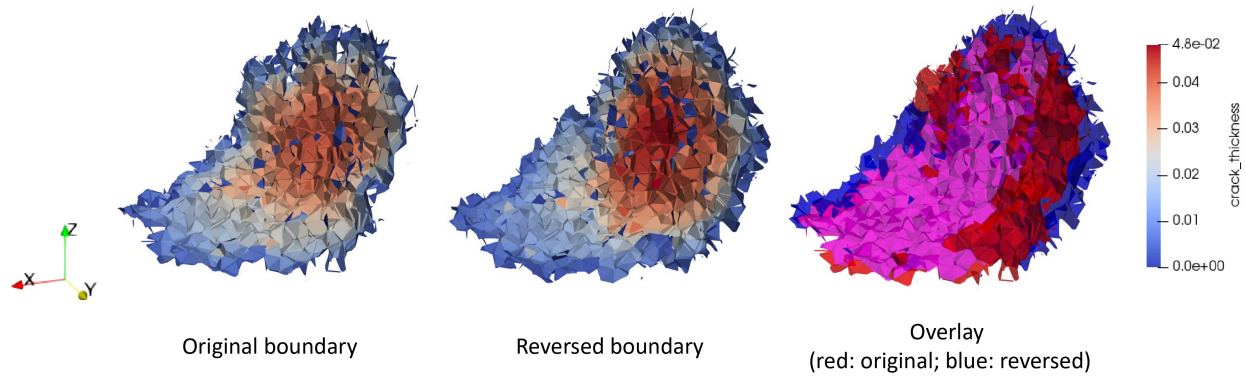 4.8e-02
0.04
0.03
0.02
0.01
0.0e+00
crack_thickness
Z
X
Y
Original boundary
Reversed boundary
Overlay
(red: original; blue: reversed)